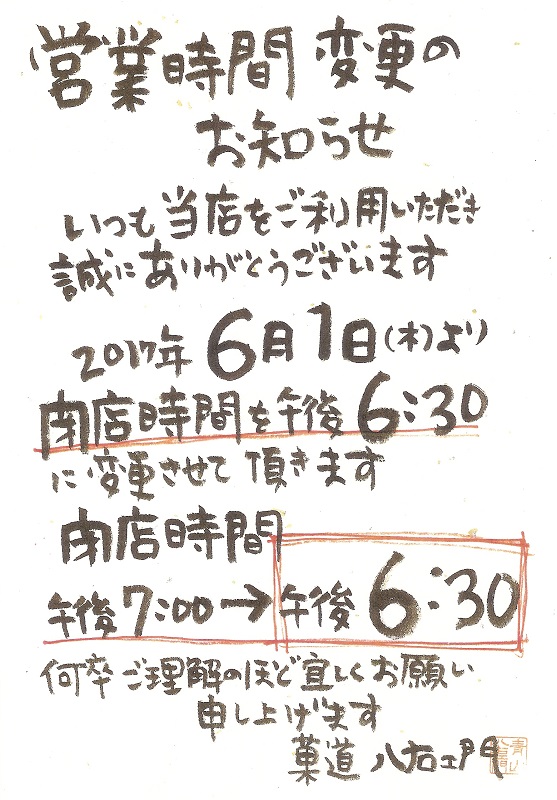 営業時間変更の
お知らせ
いつも当店をご利用いただき
誠にありがとうございます
2017年6月1日(木)より
閉店時間を午後6:30
に変更させて頂きます
閉店時間
午後7:00→午後6:30
何卒ご理解のほど宜しくお願い
申し上げます
菓道 八右エ門